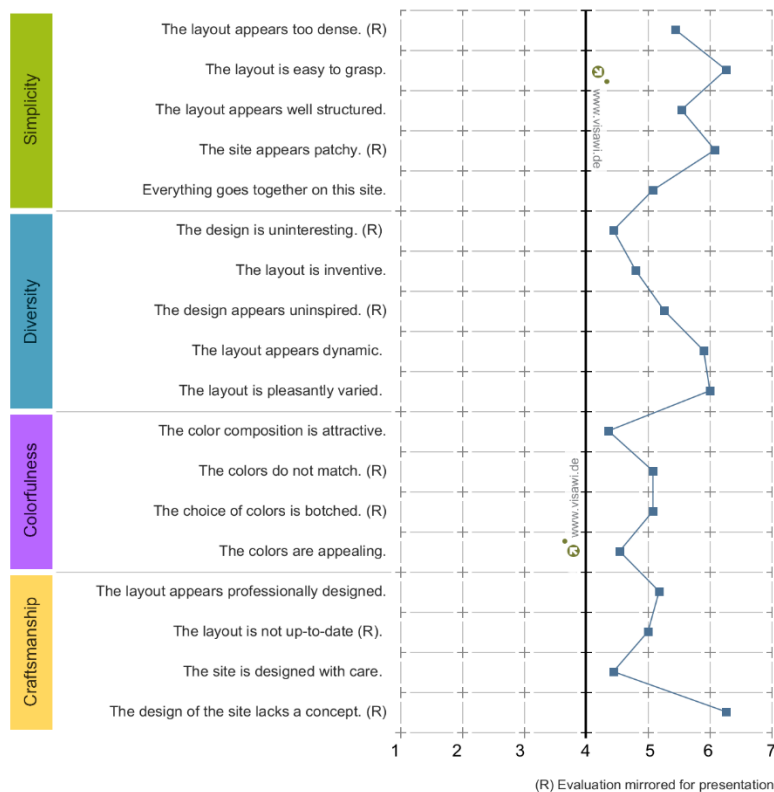 Simplicity
The layout appears too dense. (R)
The layout is easy to grasp.
The layout appears well structured.
The site appears patchy. (R)
Everything goes together on this site.
www.visawi.de
Diversity
The design is uninteresting. (R)
The layout is inventive.
The design appears uninspired. (R)
The layout appears dynamic.
The layout is pleasantly varied.
Colorfulness
The color composition is attractive.
The colors do not match. (R)
The choice of colors is botched. (R)
The colors are appealing.
www.visawi.de
Craftsmanship
The layout appears professionally designed.
The layout is not up-to-date (R).
The site is designed with care.
The design of the site lacks a concept. (R)
1 2 3 4 5 6 7
(R) Evaluation mirrored for presentation